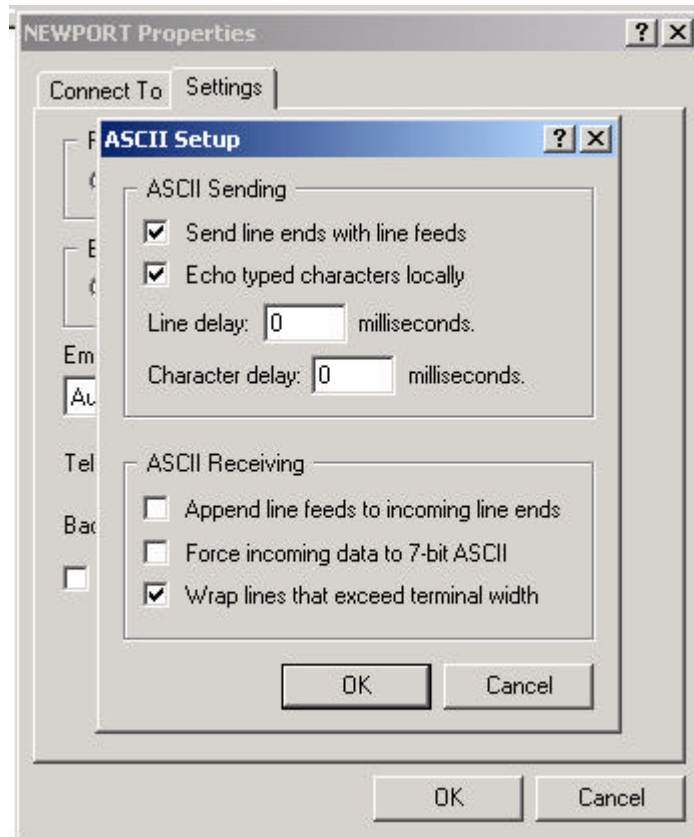 NEWPORT Properties
Connect To Settings
ASCII Setup
ASCII Sending
Send line ends with line feeds
Echo typed characters locally
Line delay: 0 milliseconds.
Em
Character delay: 0 milliseconds.
Au
Tel
ASCII Receiving
Append line feeds to incoming line ends
Bac
Force incoming data to 7-bit ASCII
Wrap lines that exceed terminal width
OK Cancel
OK Cancel